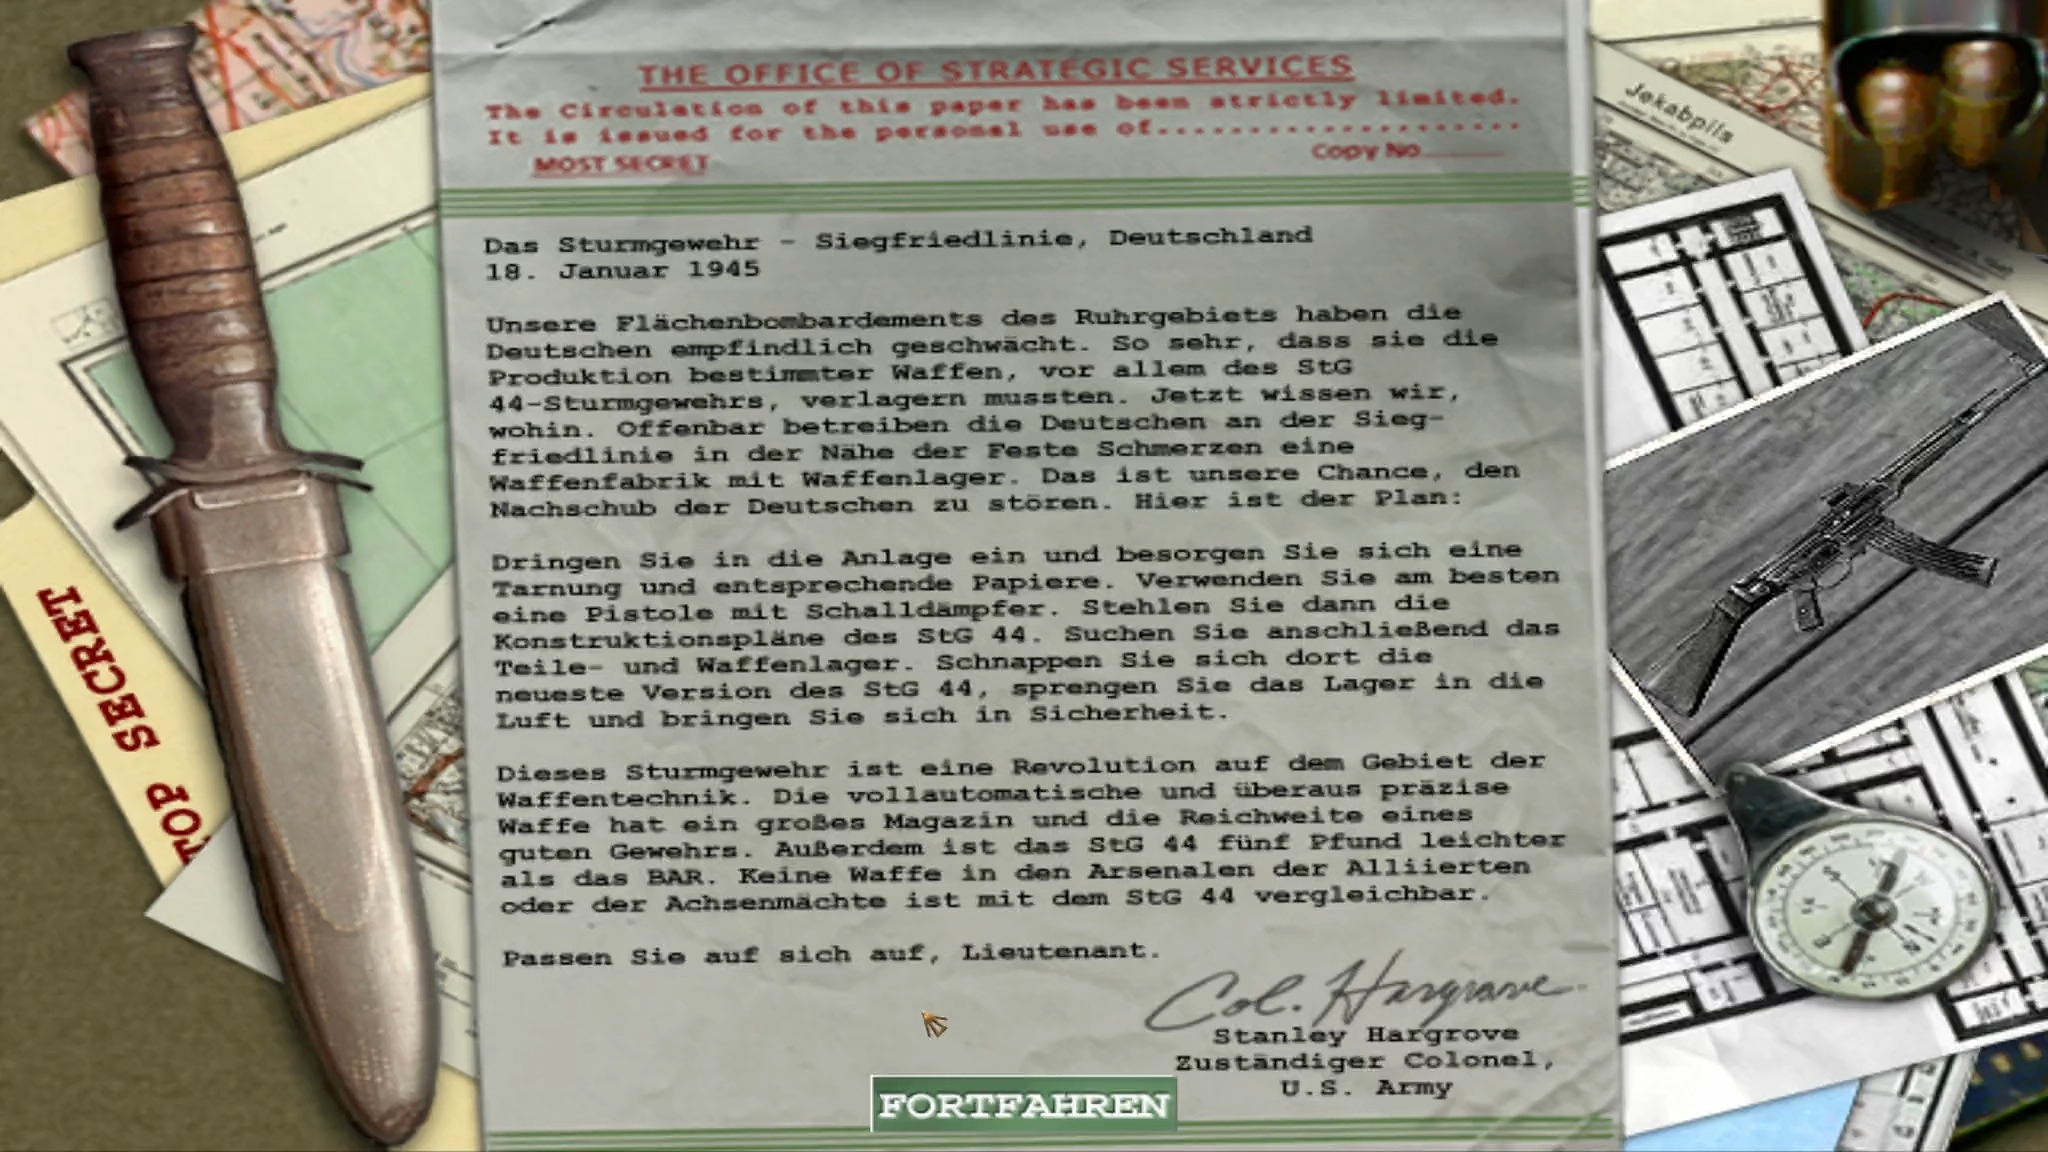 THE OFFICE OF STRATEGIC SERVICES
The Circulation of this paper has been strictly limited.
It is issued for the personal use of....................
MOST SECRET
Copy No.
Das Sturmgewehr - Siegfriedlinie, Deutschland
18. Januar 1945
Unsere Flächenbombardements des Ruhrgebiets haben die
Deutschen empfindlich geschwächt. So sehr, dass sie die
Produktion bestimmter Waffen, vor allem des StG
44-Sturmgewehrs, verlagern mussten. Jetzt wissen wir,
wohin. Offenbar betreiben die Deutschen an der Sieg-
friedlinie in der Nähe der Feste Schmerzen eine
Waffenfabrik mit Waffenlager. Das ist unsere Chance, den
Nachschub der Deutschen zu stören. Hier ist der Plan:
Dringen Sie in die Anlage ein und besorgen Sie sich eine
Tarnung und entsprechende Papiere. Verwenden Sie am besten
eine Pistole mit Schalldämpfer. Stehlen Sie dann die
Konstruktionspläne des StG 44. Suchen Sie anschließend das
Teile- und Waffenlager. Schnappen Sie sich dort die
neueste Version des StG 44, sprengen Sie das Lager in die
Luft und bringen Sie sich in Sicherheit.
Dieses Sturmgewehr ist eine Revolution auf dem Gebiet der
Waffentechnik. Die vollautomatische und überaus präzise
Waffe hat ein großes Magazin und die Reichweite eines
guten Gewehrs. Außerdem ist das StG 44 fünf Pfund leichter
als das BAR. Keine Waffe in den Arsenalen der Alliierten
oder der Achsenmächte ist mit dem StG 44 vergleichbar.
Passen Sie auf sich auf, Lieutenant.
Col. Hargrove
Stanley Hargrove
Zuständiger Colonel,
U.S. Army
FORTFAHREN
TOP SECRET
Jekabpils